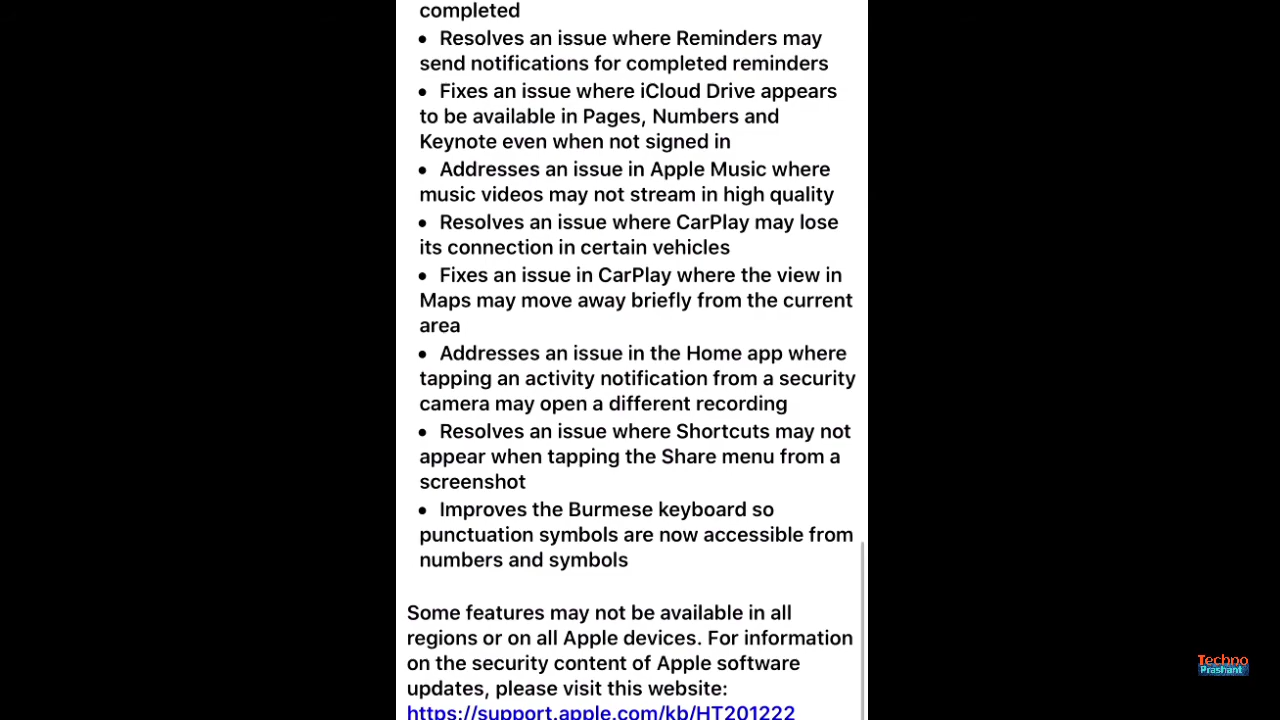 completed
• Resolves an issue where Reminders may
send notifications for completed reminders
• Fixes an issue where iCloud Drive appears
to be available in Pages, Numbers and
Keynote even when not signed in
• Addresses an issue in Apple Music where
music videos may not stream in high quality
• Resolves an issue where CarPlay may lose
its connection in certain vehicles
• Fixes an issue in CarPlay where the view in
Maps may move away briefly from the current
area
• Addresses an issue in the Home app where
tapping an activity notification from a security
camera may open a different recording
• Resolves an issue where Shortcuts may not
appear when tapping the Share menu from a
screenshot
• Improves the Burmese keyboard so
punctuation symbols are now accessible from
numbers and symbols
Some features may not be available in all
regions or on all Apple devices. For information
on the security content of Apple software
updates, please visit this website:
https://support.apple.com/kb/HT201222
Techno
Prashant